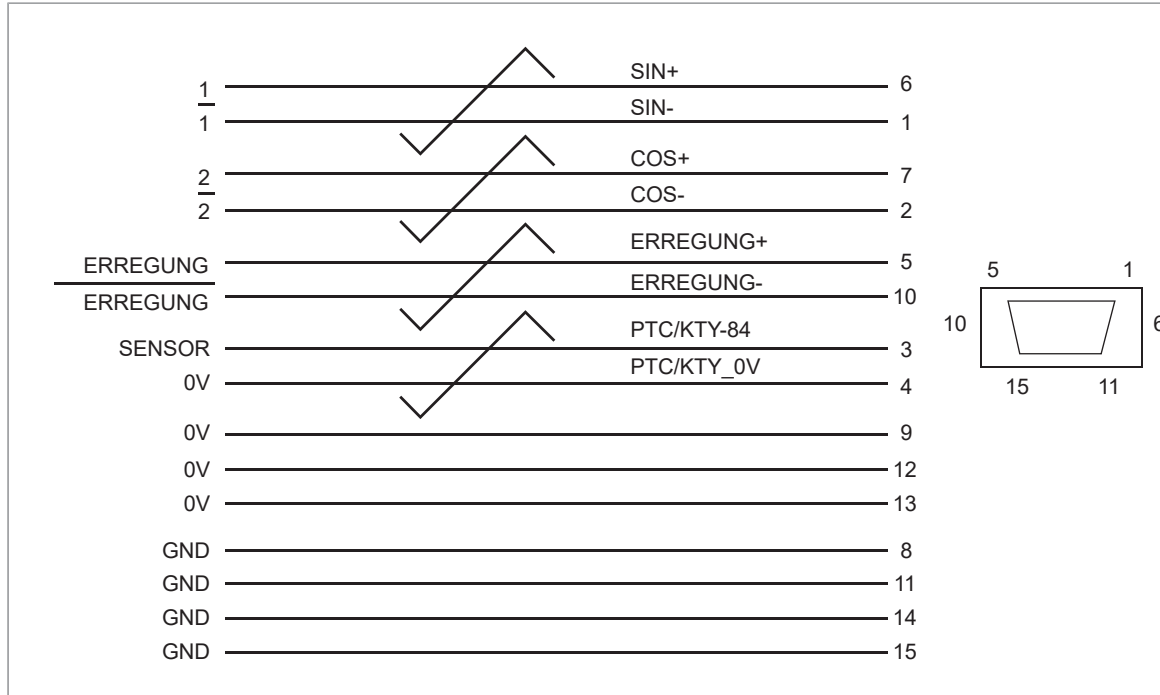 1 SIN+ 6
1 SIN- 1
2 COS+ 7
2 COS- 2
ERREGUNG ERREGUNG+ 5
ERREGUNG ERREGUNG- 10
SENSOR PTC/KTY-84 3
0V PTC/KTY_0V 4
0V 9
0V 12
0V 13
GND 8
GND 11
GND 14
GND 15
5 1
10 6
15 11